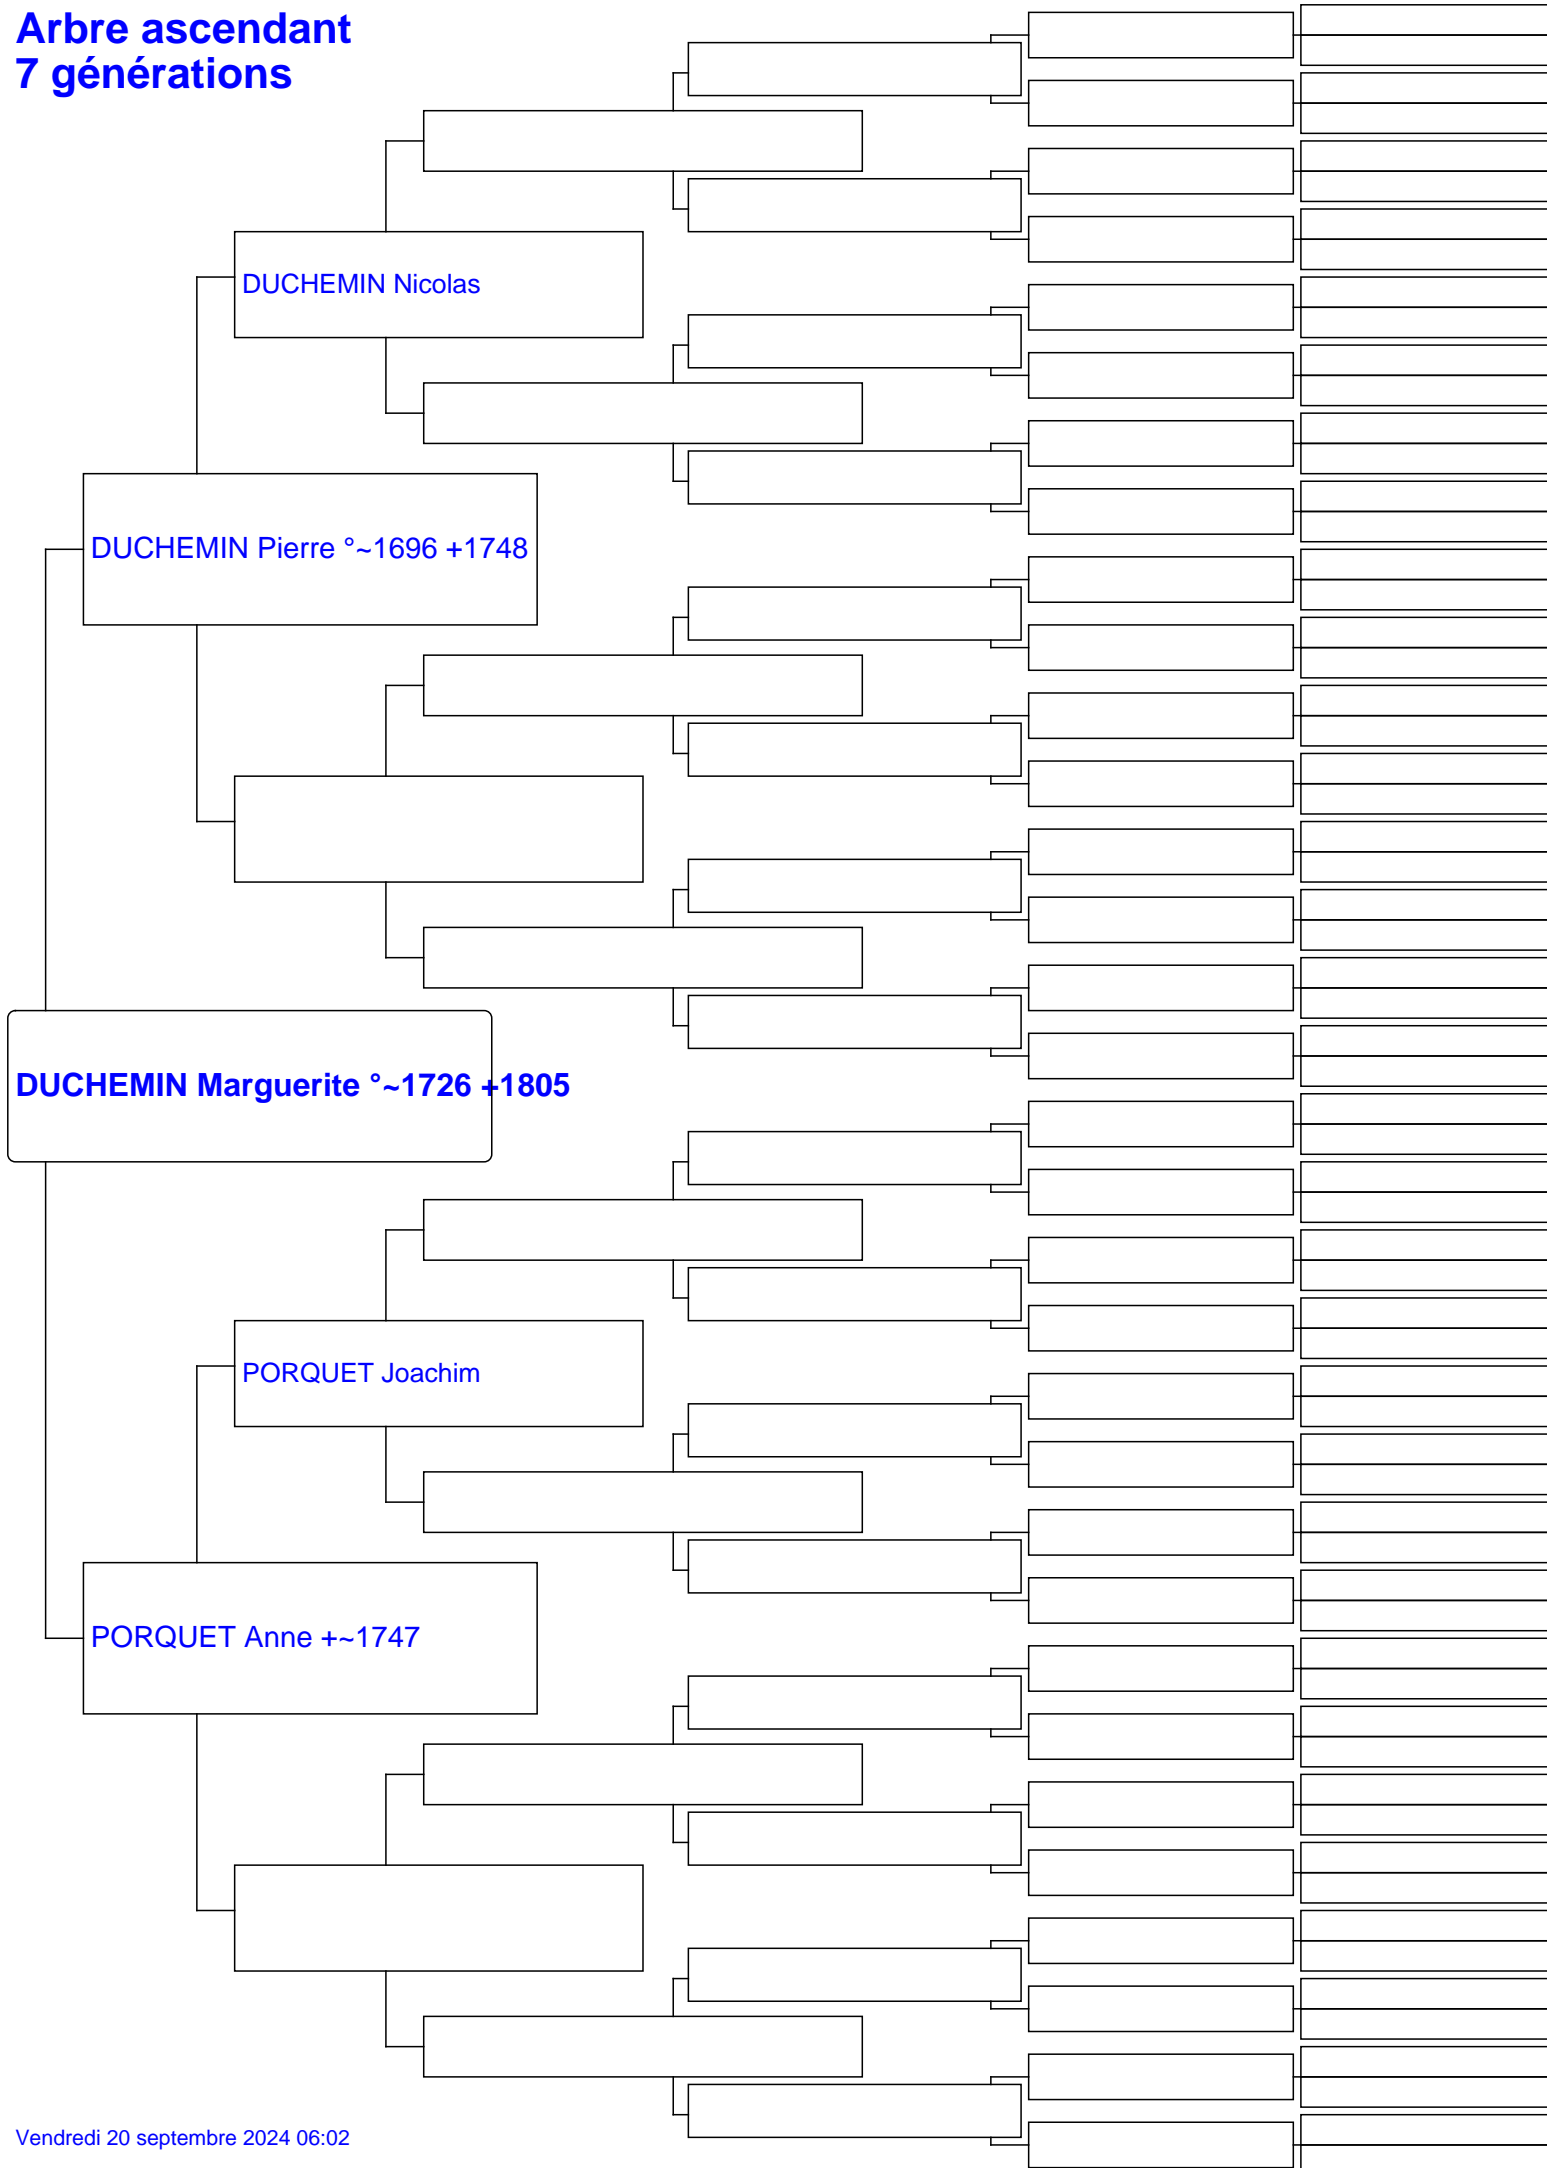 Arbre ascendant
7 générations
DUCHEMIN Nicolas
DUCHEMIN Pierre °~1696 +1748
DUCHEMIN Marguerite °~1726 +1805
PORQUET Joachim
PORQUET Anne +~1747
Vendredi 20 septembre 2024 06:02